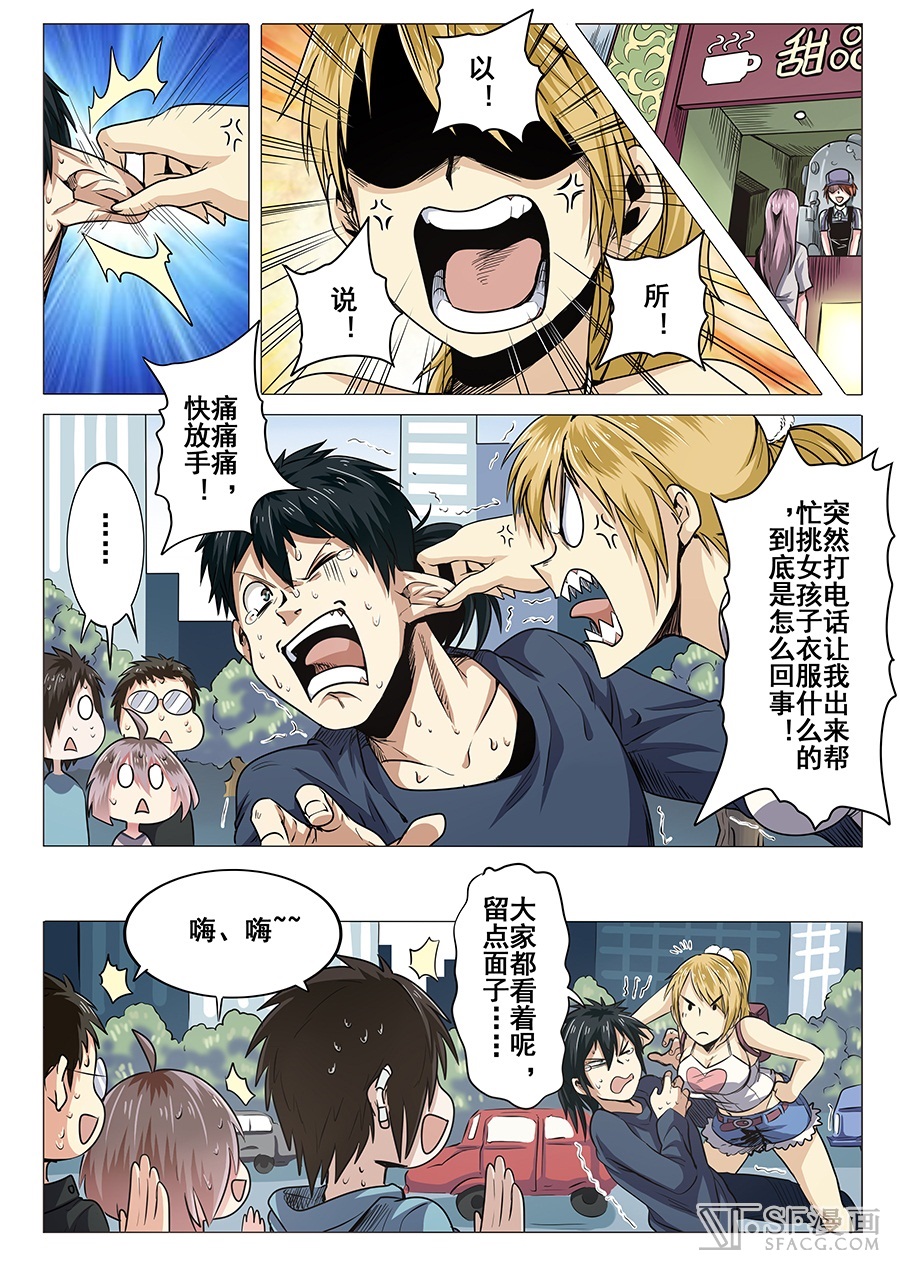 甜品
所！
以！
说！
突然打电话让我出来帮
忙挑女孩子衣服什么的
，到底是怎么回事！
痛痛痛，
快放手！
……
大家都看着呢，
留点面子……
嗨、嗨~~
SF漫画
SFACG.COM